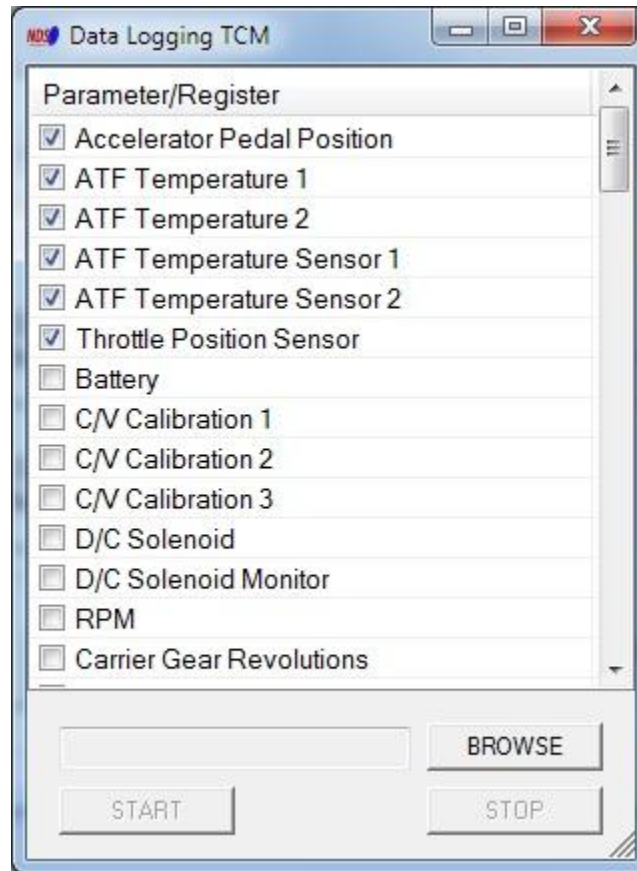 NDS Data Logging TCM
Parameter/Register
Accelerator Pedal Position
ATF Temperature 1
ATF Temperature 2
ATF Temperature Sensor 1
ATF Temperature Sensor 2
Throttle Position Sensor
Battery
C/V Calibration 1
C/V Calibration 2
C/V Calibration 3
D/C Solenoid
D/C Solenoid Monitor
RPM
Carrier Gear Revolutions
BROWSE
START STOP